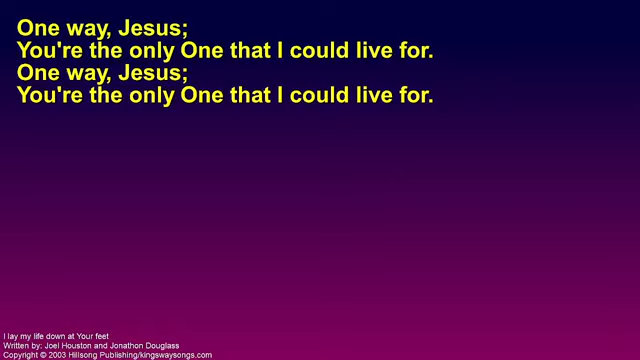 One way, Jesus;
You're the only One that I could live for.
One way, Jesus;
You're the only One that I could live for.
I lay my life down at Your feet
Written by: Joel Houston and Jonathon Douglass
Copyright © 2003 Hillsong Publishing/kingswaysongs.com